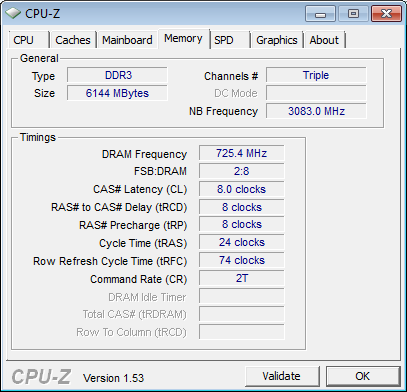 CPU-Z
CPU Caches Mainboard Memory SPD Graphics About
General
Type DDR3 Channels # Triple
Size 6144 MBytes DC Mode
NB Frequency 3083.0 MHz
Timings
DRAM Frequency 725.4 MHz
FSB:DRAM 2:8
CAS# Latency (CL) 8.0 clocks
RAS# to CAS# Delay (tRCD) 8 clocks
RAS# Precharge (tRP) 8 clocks
Cycle Time (tRAS) 24 clocks
Row Refresh Cycle Time (tRFC) 74 clocks
Command Rate (CR) 2T
DRAM Idle Timer
Total CAS# (tRDRAM)
Row To Column (tRCD)
CPU-Z Version 1.53 Validate OK